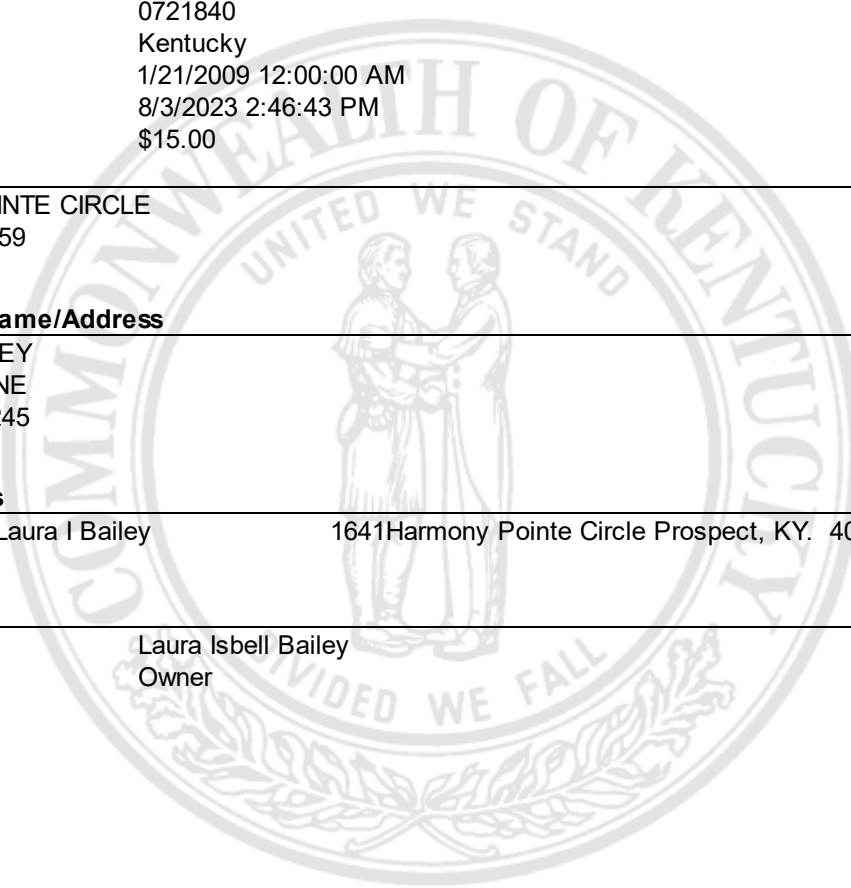 0721840
Kentucky
1/21/2009 12:00:00 AM
8/3/2023 2:46:43 PM
$15.00
INTE CIRCLE
59
ame/Address
EY
NE
245
s
Laura I Bailey 1641Harmony Pointe Circle Prospect, KY. 40
Laura Isbell Bailey
Owner
COMMONWEALTH OF KENTUCKY
UNITED WE STAND
DIVIDED WE FALL